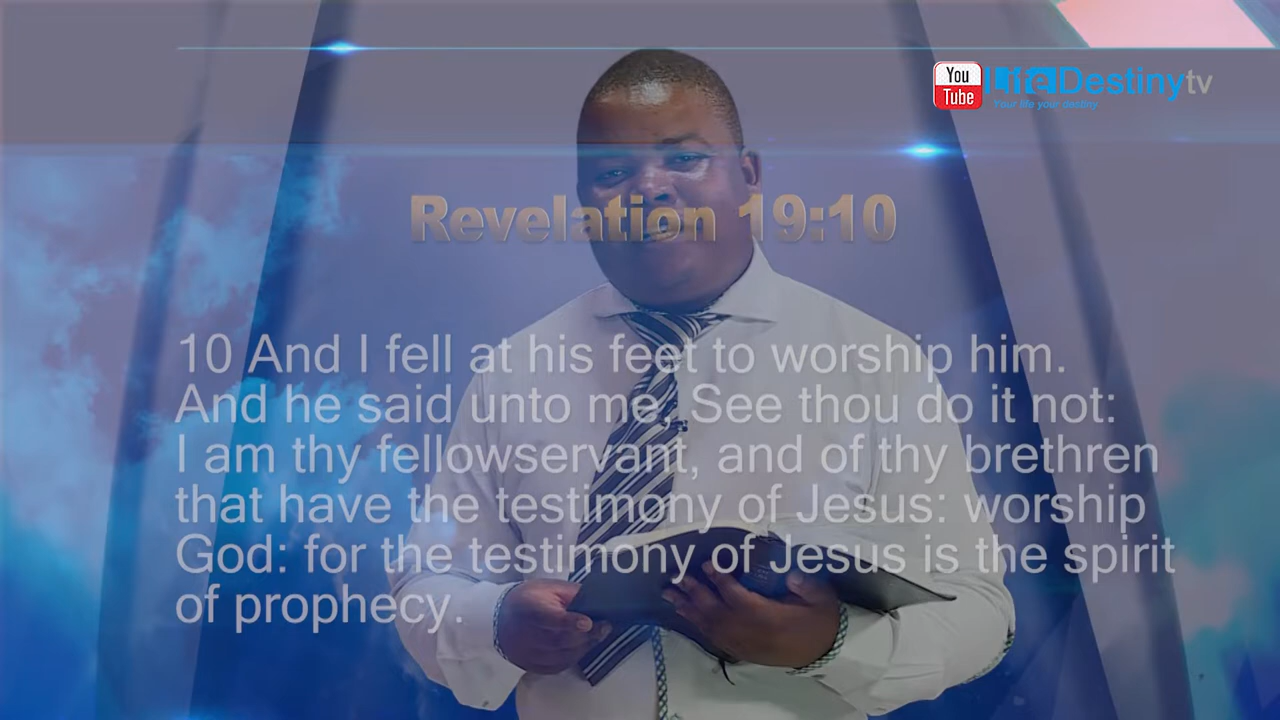 You
Tube
LifeDestinytv
Your life your destiny.
Revelation 19:10
10 And I fell at his feet to worship him.
And he said unto me, See thou do it not:
I am thy fellowservant, and of thy brethren
that have the testimony of Jesus: worship
God: for the testimony of Jesus is the spirit
of prophecy.